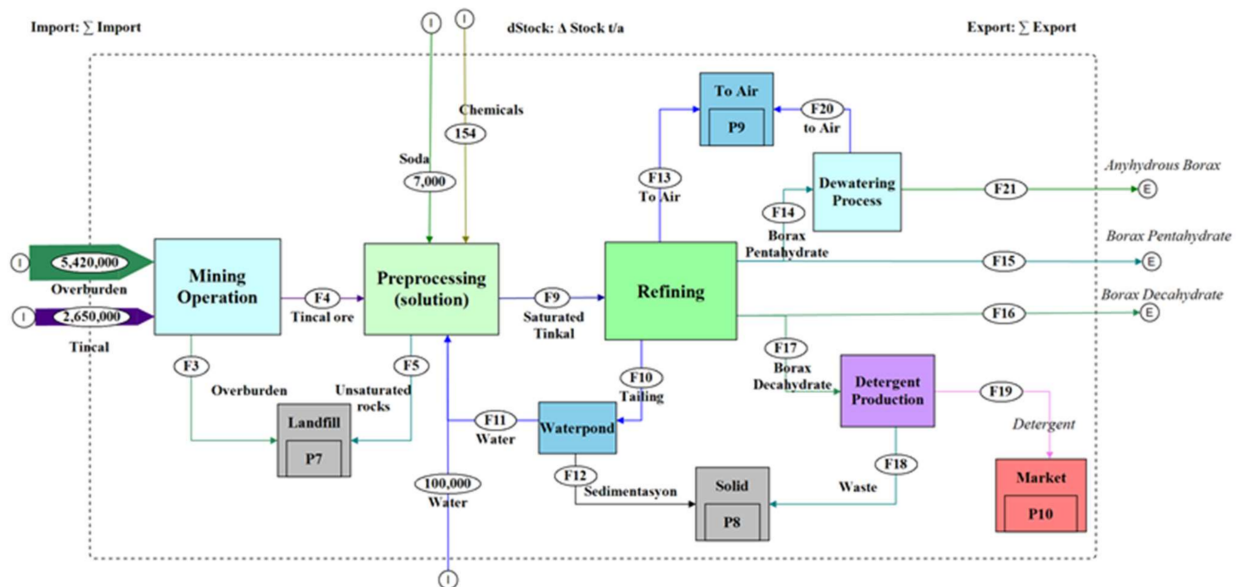 Import: ∑ Import
dStock: Δ Stock t/a
Export: ∑ Export
I
I
Chemicals
154
Soda
7,000
To Air
P9
F20
to Air
F13
To Air
Dewatering
Process
F14
Borax
Pentahydrate
F21
Anyhydrous Borax
E
I
5,420,000
Overburden
I
2,650,000
Tincal
Mining
Operation
F4
Tincal ore
Preprocessing
(solution)
F9
Saturated
Tinkal
Refining
F15
Borax Pentahydrate
E
F16
Borax Decahydrate
E
F3
Overburden
F5
Unsaturated
rocks
Landfill
P7
F10
Tailing
F17
Borax
Decahydrate
Detergent
Production
F19
Detergent
F11
Water
Waterpond
F12
Sedimentasyon
F18
Waste
Solid
P8
Market
P10
100,000
Water
I